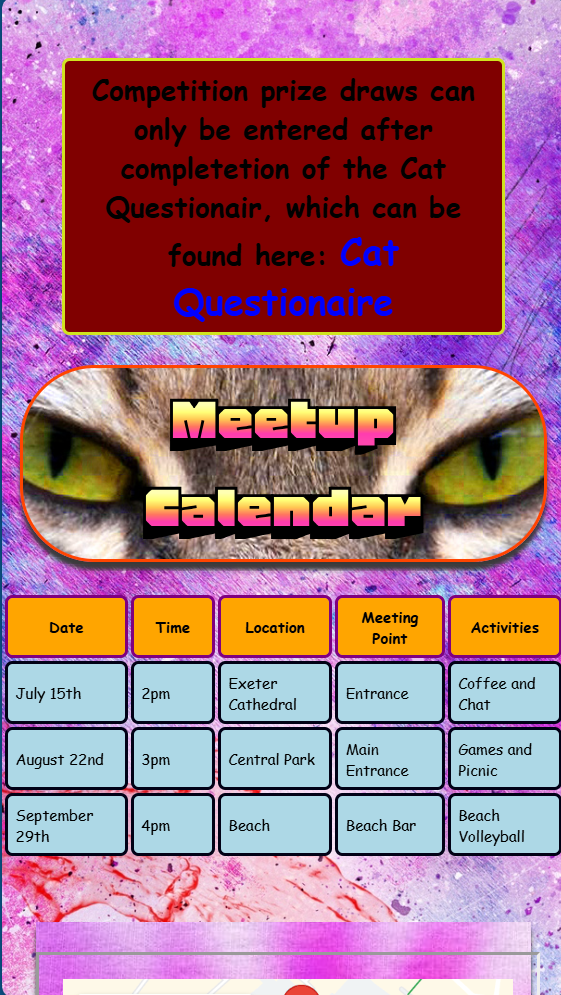 Competition prize draws can
only be entered after
completetion of the Cat
Questionair, which can be
found here: Cat
Questionaire
Meetup
Calendar
Date Time Location Meeting Point Activities
July 15th 2pm Exeter Cathedral Entrance Coffee and Chat
August 22nd 3pm Central Park Main Entrance Games and Picnic
September 29th 4pm Beach Beach Bar Beach Volleyball